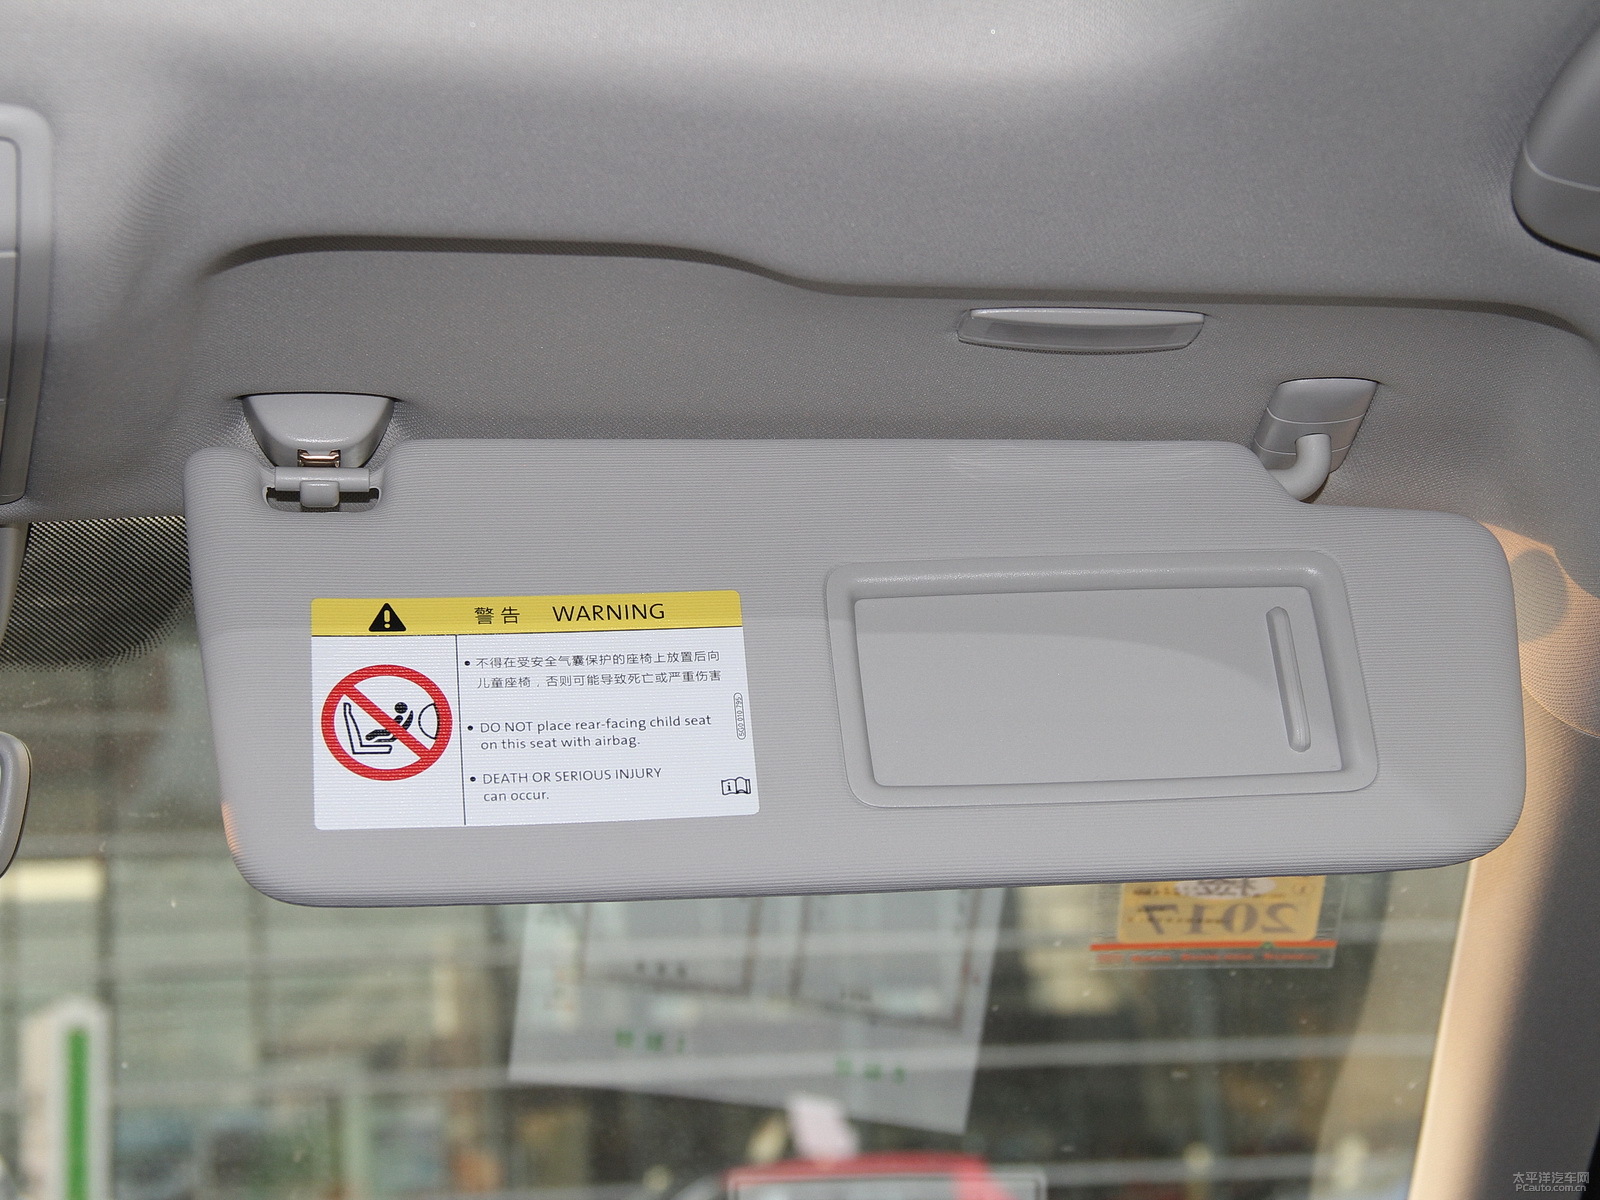 警告 WARNING
• 不得在受安全气囊保护的座椅上放置后向
儿童座椅，否则可能导致死亡或严重伤害
• DO NOT place rear-facing child seat
on this seat with airbag.
• DEATH OR SERIOUS INJURY
can occur.
5G0 010 795
2017
太平洋汽车网
PCauto.com.cn